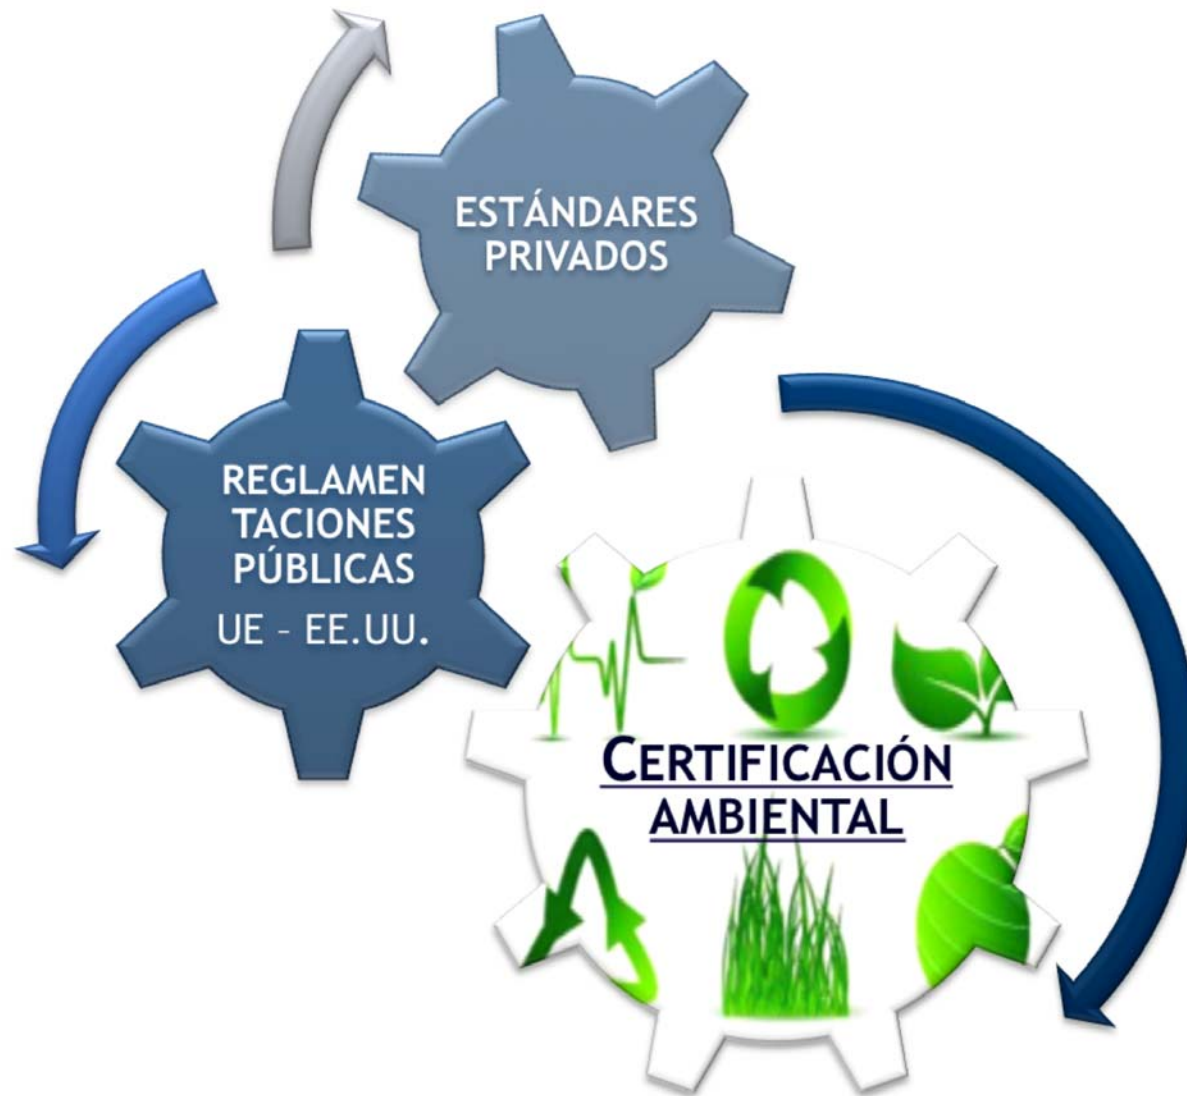 ESTÁNDARES
PRIVADOS
REGLAMEN
TACIONES
PÚBLICAS
UE - EE.UU.
CERTIFICACIÓN
AMBIENTAL